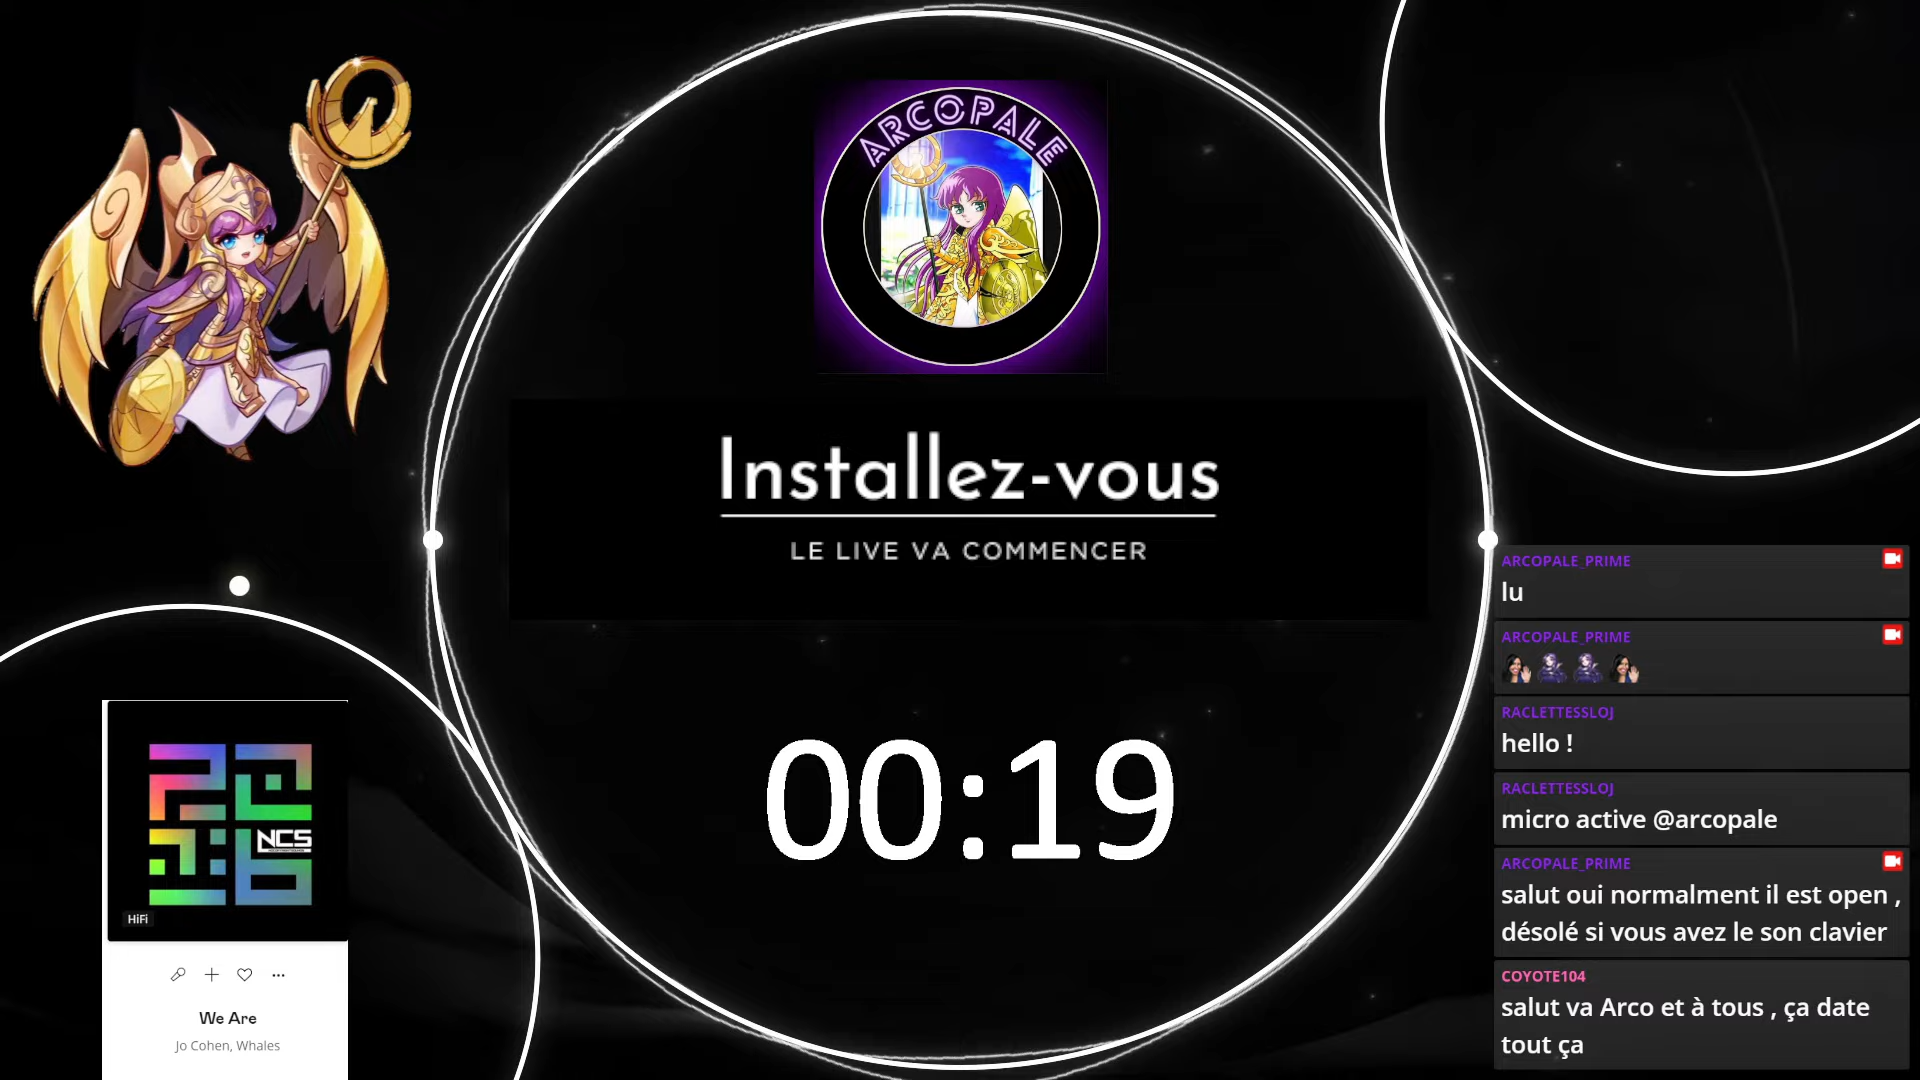 ARCOPALE
Installez-vous
LE LIVE VA COMMENCER
00:19
NCS
HiFi
We Are
Jo Cohen, Whales
ARCOPALE_PRIME
lu
ARCOPALE_PRIME
RACLETTESSLOJ
hello !
RACLETTESSLOJ
micro active @arcopale
ARCOPALE_PRIME
salut oui normalment il est open ,
désolé si vous avez le son clavier
COYOTE104
salut va Arco et à tous , ça date
tout ça